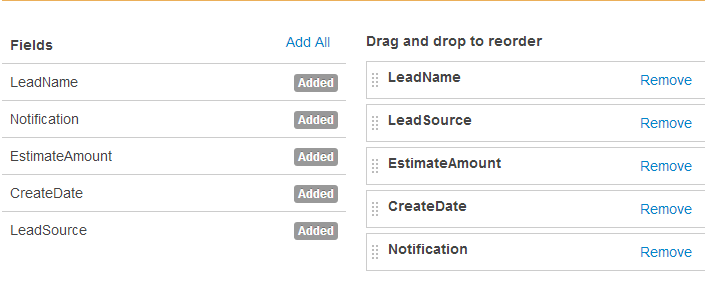 Fields Add All
LeadName Added
Notification Added
EstimateAmount Added
CreateDate Added
LeadSource Added
Drag and drop to reorder
LeadName Remove
LeadSource Remove
EstimateAmount Remove
CreateDate Remove
Notification Remove